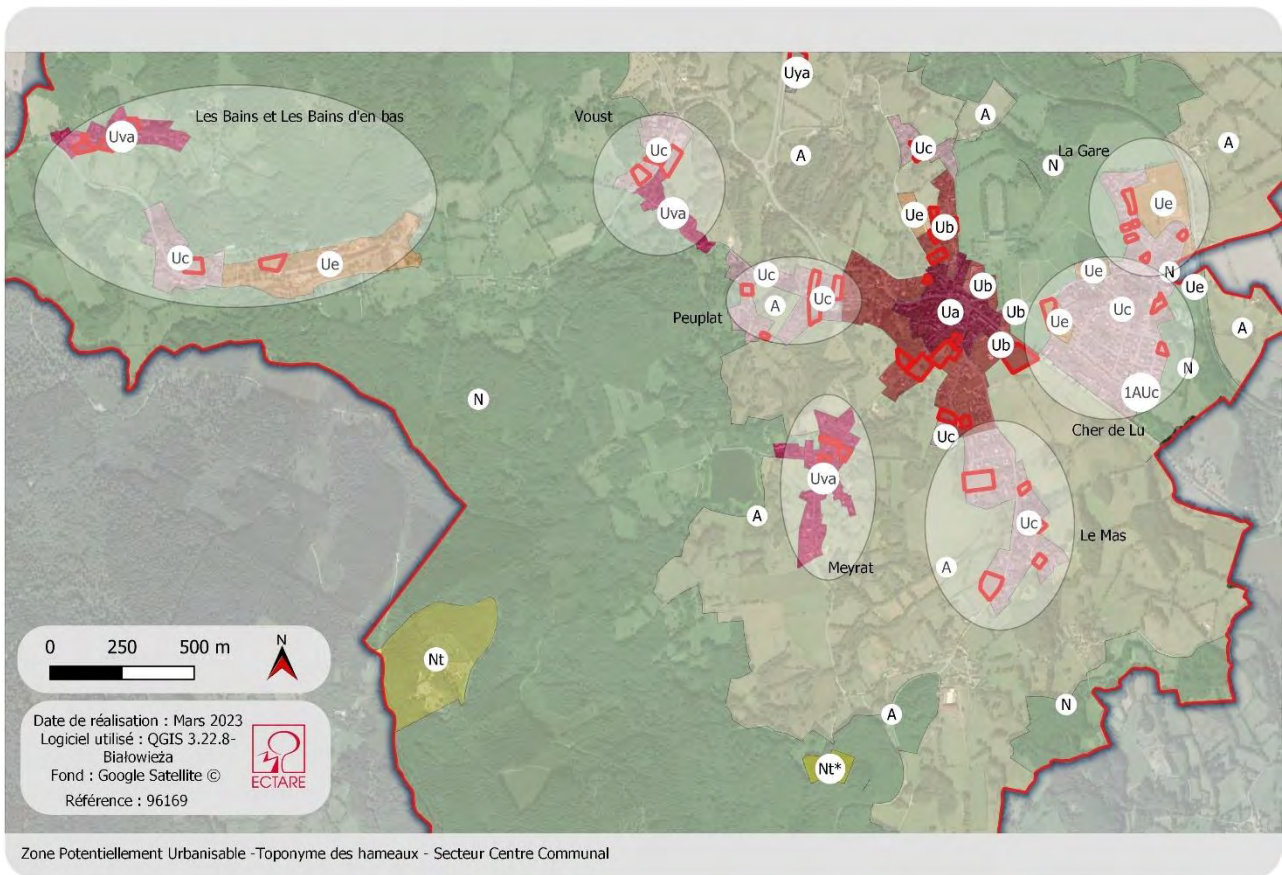 Uya
Les Bains et Les Bains d'en bas
Voust
A
Uva
Uc
Uc
La Gare
A
A
N
Ue
Uva
Ue
Ub
Uc
Ue
Uc
Ue
N
Ue
Peuplat
A
Uc
Ua
Ub
Ub
Uc
Ue
A
Ub
N
1AUc
N
Cher de Lu
Uc
Uva
A
Uc
Le Mas
Meyrat
A
0 250 500 m
N
Nt
Date de réalisation : Mars 2023
Logiciel utilisé : QGIS 3.22.8-
Białowieża
Fond : Google Satellite ©
Référence : 96169
ECTARE
A
N
Nt*
Zone Potentiellement Urbanisable -Toponyme des hameaux - Secteur Centre Communal